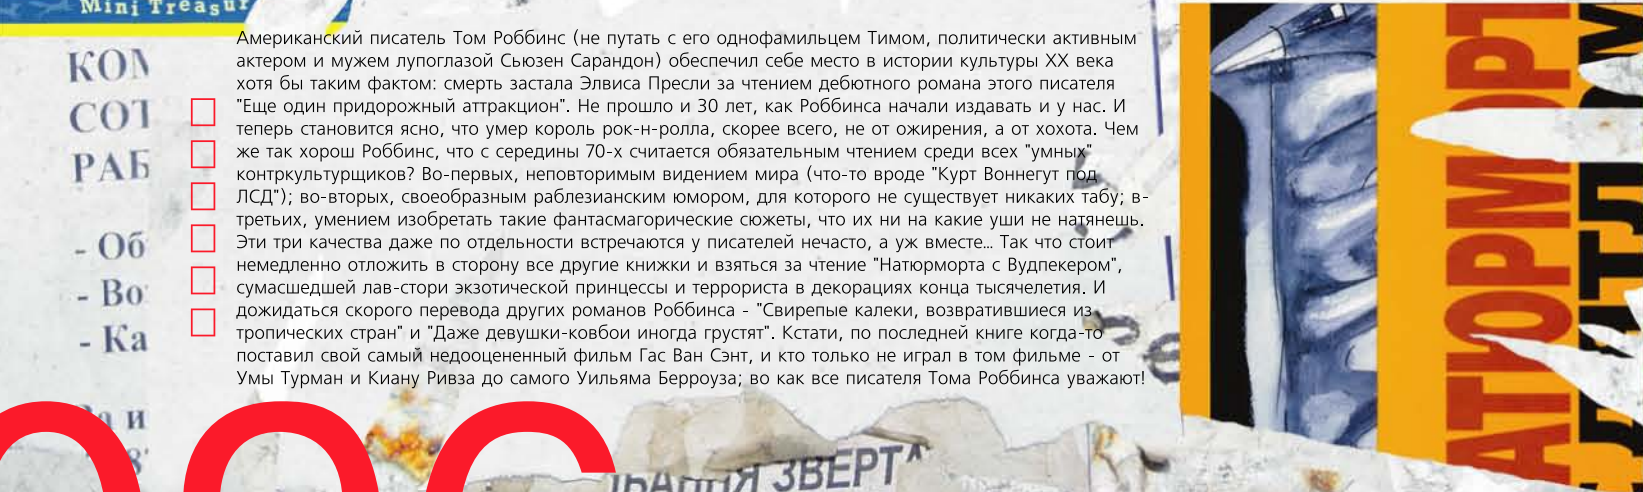 Mini Treasur
КОМ
СОТ
РАБ
- Об
- Во
- Ка
Американский писатель Том Роббинс (не путать с его однофамильцем Тимом, политически активным
актером и мужем лупоглазой Сьюзен Сарандон) обеспечил себе место в истории культуры XX века
хотя бы таким фактом: смерть застала Элвиса Пресли за чтением дебютного романа этого писателя
"Еще один придорожный аттракцион". Не прошло и 30 лет, как Роббинса начали издавать и у нас. И
теперь становится ясно, что умер король рок-н-ролла, скорее всего, не от ожирения, а от хохота. Чем
же так хорош Роббинс, что с середины 70-х считается обязательным чтением среди всех "умных"
контркультурщиков? Во-первых, неповторимым видением мира (что-то вроде "Курт Воннегут под
ЛСД"); во-вторых, своеобразным раблезианским юмором, для которого не существует никаких табу; в-
третьих, умением изобретать такие фантасмагорические сюжеты, что их ни на какие уши не натянешь.
Эти три качества даже по отдельности встречаются у писателей нечасто, а уж вместе... Так что стоит
немедленно отложить в сторону все другие книжки и взяться за чтение "Натюрморта с Вудпекером",
сумасшедшей лав-стори экзотической принцессы и террориста в декорациях конца тысячелетия. И
дожидаться скорого перевода других романов Роббинса - "Свирепые калеки, возвратившиеся из
тропических стран" и "Даже девушки-ковбои иногда грустят". Кстати, по последней книге когда-то
поставил свой самый недооцененный фильм Гас Ван Сэнт, и кто только не играл в том фильме - от
Умы Турман и Киану Ривза до самого Уильяма Берроуза; во как все писателя Тома Роббинса уважают!
АТЮРМОРТ